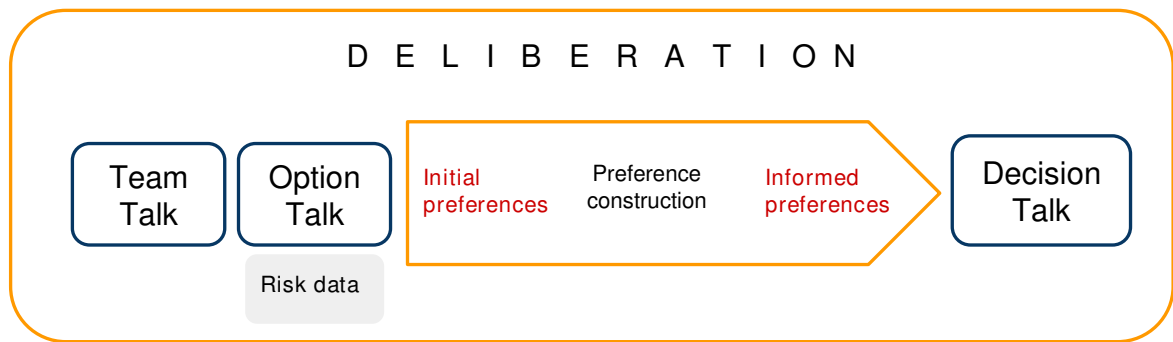 D E L I B E R A T I O N
Team
Talk
Option
Talk
Risk data
Initial
preferences
Preference
construction
Informed
preferences
Decision
Talk